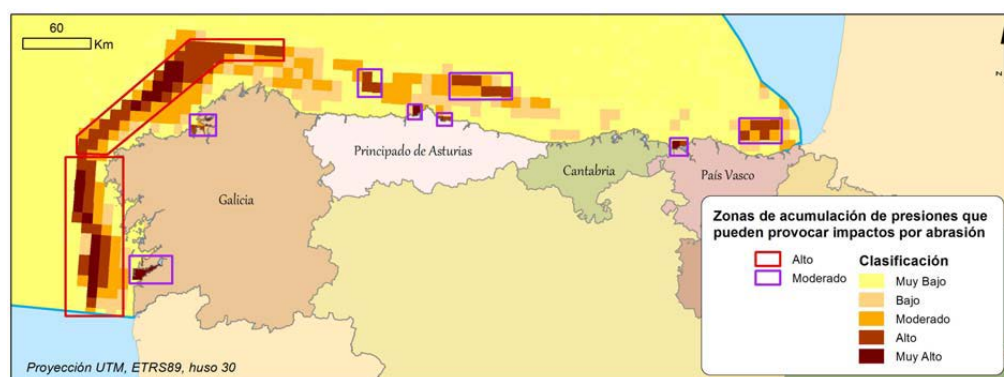 60
Km
N
Principado de Asturias
Cantabria
País Vasco
Galicia
Zonas de acumulación de presiones que
pueden provocar impactos por abrasión
Alto
Moderado
Clasificación
Muy Bajo
Bajo
Moderado
Alto
Muy Alto
Proyección UTM, ETRS89, huso 30